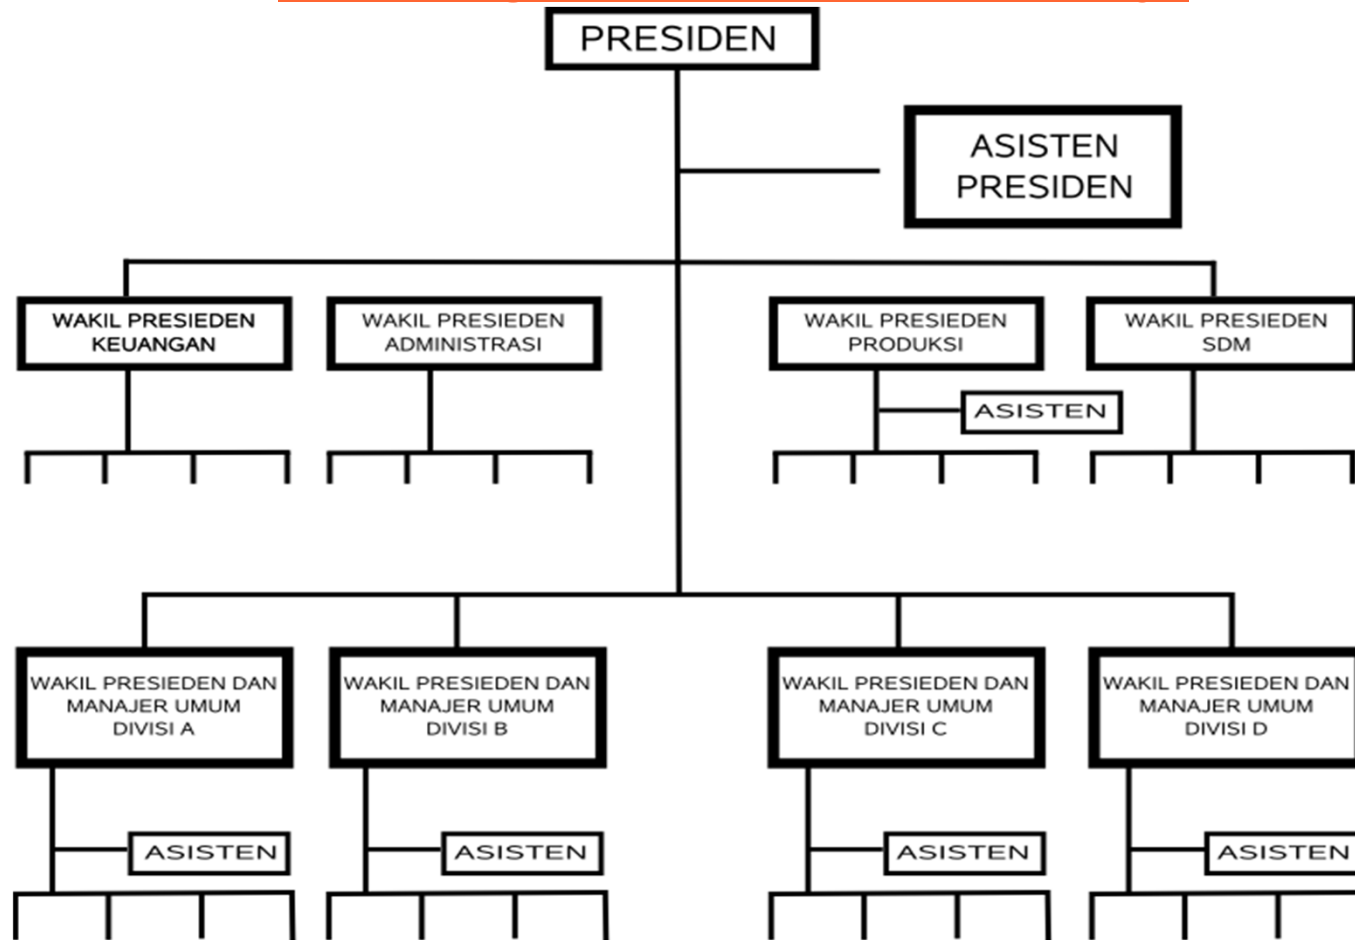 PRESIDEN
ASISTEN
PRESIDEN
WAKIL PRESIEDEN
KEUANGAN
WAKIL PRESIEDEN
ADMINISTRASI
WAKIL PRESIEDEN
PRODUKSI
WAKIL PRESIEDEN
SDM
ASISTEN
WAKIL PRESIEDEN DAN
MANAJER UMUM
DIVISI A
WAKIL PRESIEDEN DAN
MANAJER UMUM
DIVISI B
WAKIL PRESIEDEN DAN
MANAJER UMUM
DIVISI C
WAKIL PRESIEDEN DAN
MANAJER UMUM
DIVISI D
ASISTEN
ASISTEN
ASISTEN
ASISTEN